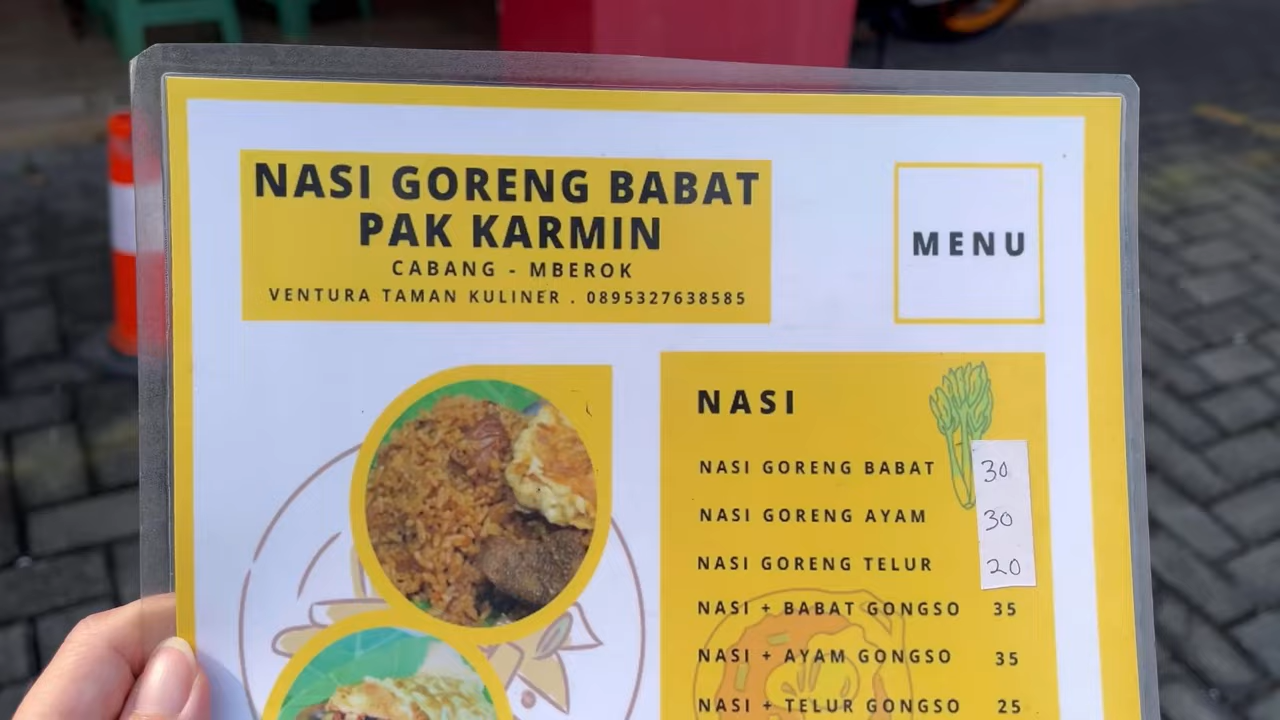 NASI GORENG BABAT
PAK KARMIN
CABANG - MBEROK
VENTURA TAMAN KULINER . 0895327638585
MENU
NASI
NASI GORENG BABAT 30
NASI GORENG AYAM 30
NASI GORENG TELUR 20
NASI + BABAT GONGSO 35
NASI + AYAM GONGSO 35
NASI + TELUR GONGSO 25